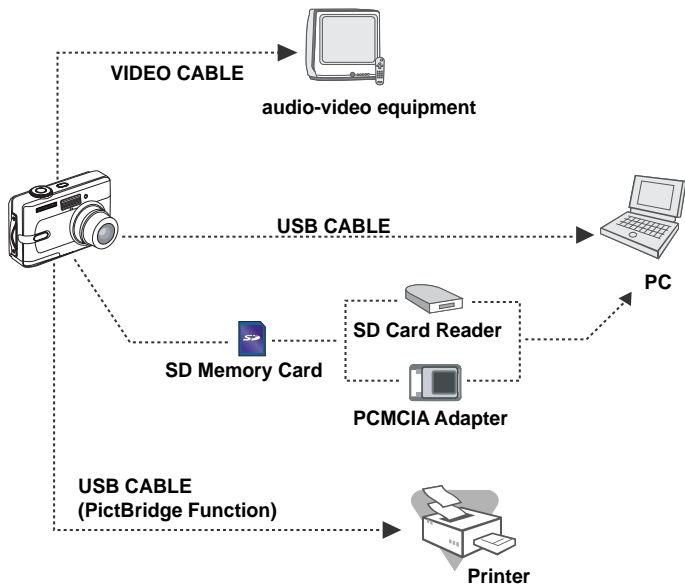 VIDEO CABLE
audio-video equipment
USB CABLE
PC
SD Card Reader
SD
SD Memory Card
PCMCIA Adapter
USB CABLE
(PictBridge Function)
Printer